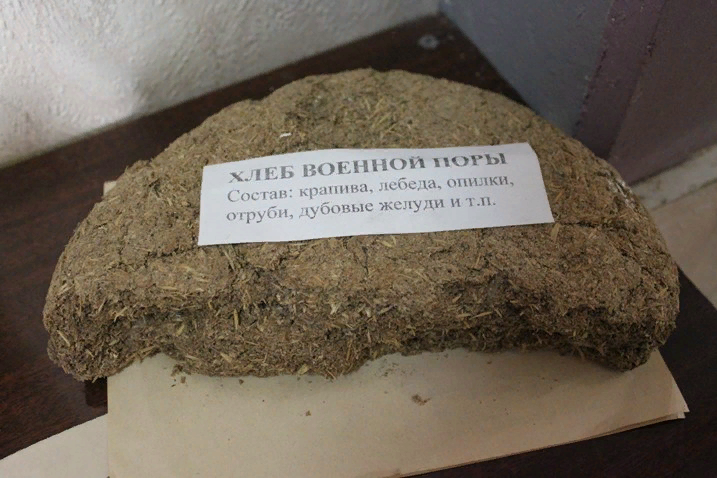 ХЛЕБ ВОЕННОЙ ПОРЫ
Состав: крапива, лебеда, опилки,
отруби, дубовые желуди и т.п.